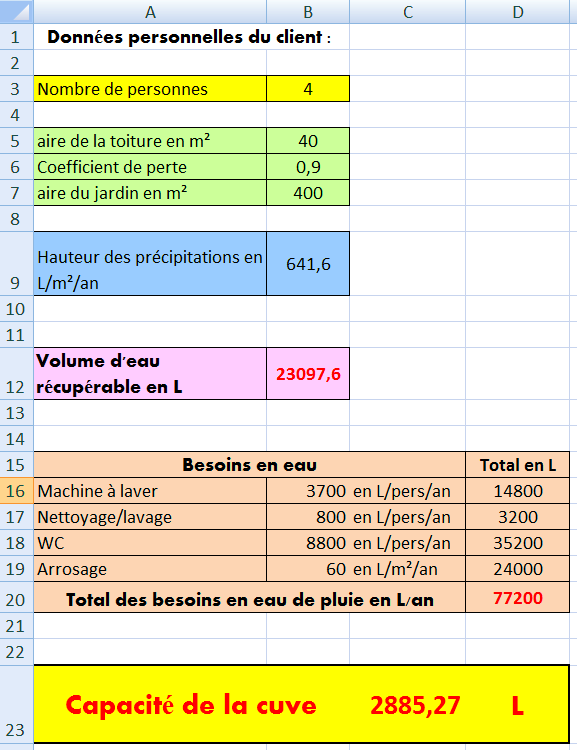 A B C D
1 Données personnelles du client :
2
3 Nombre de personnes 4
4
5 aire de la toiture en m² 40
6 Coefficient de perte 0,9
7 aire du jardin en m² 400
8
Hauteur des précipitations en
9 L/m²/an 641,6
10
11
Volume d'eau
12 récupérable en L 23097,6
13
14
15 Besoins en eau Total en L
16 Machine à laver 3700 en L/pers/an 14800
17 Nettoyage/lavage 800 en L/pers/an 3200
18 WC 8800 en L/pers/an 35200
19 Arrosage 60 en L/m²/an 24000
20 Total des besoins en eau de pluie en L/an 77200
21
22
23 Capacité de la cuve 2885,27 L